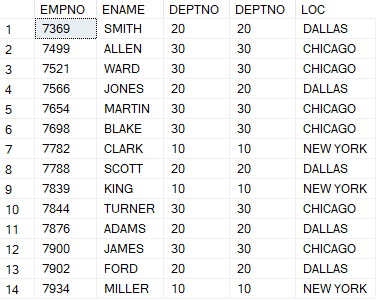 EMPNO ENAME DEPTNO DEPTNO LOC
1 7369 SMITH 20 20 DALLAS
2 7499 ALLEN 30 30 CHICAGO
3 7521 WARD 30 30 CHICAGO
4 7566 JONES 20 20 DALLAS
5 7654 MARTIN 30 30 CHICAGO
6 7698 BLAKE 30 30 CHICAGO
7 7782 CLARK 10 10 NEW YORK
8 7788 SCOTT 20 20 DALLAS
9 7839 KING 10 10 NEW YORK
10 7844 TURNER 30 30 CHICAGO
11 7876 ADAMS 20 20 DALLAS
12 7900 JAMES 30 30 CHICAGO
13 7902 FORD 20 20 DALLAS
14 7934 MILLER 10 10 NEW YORK